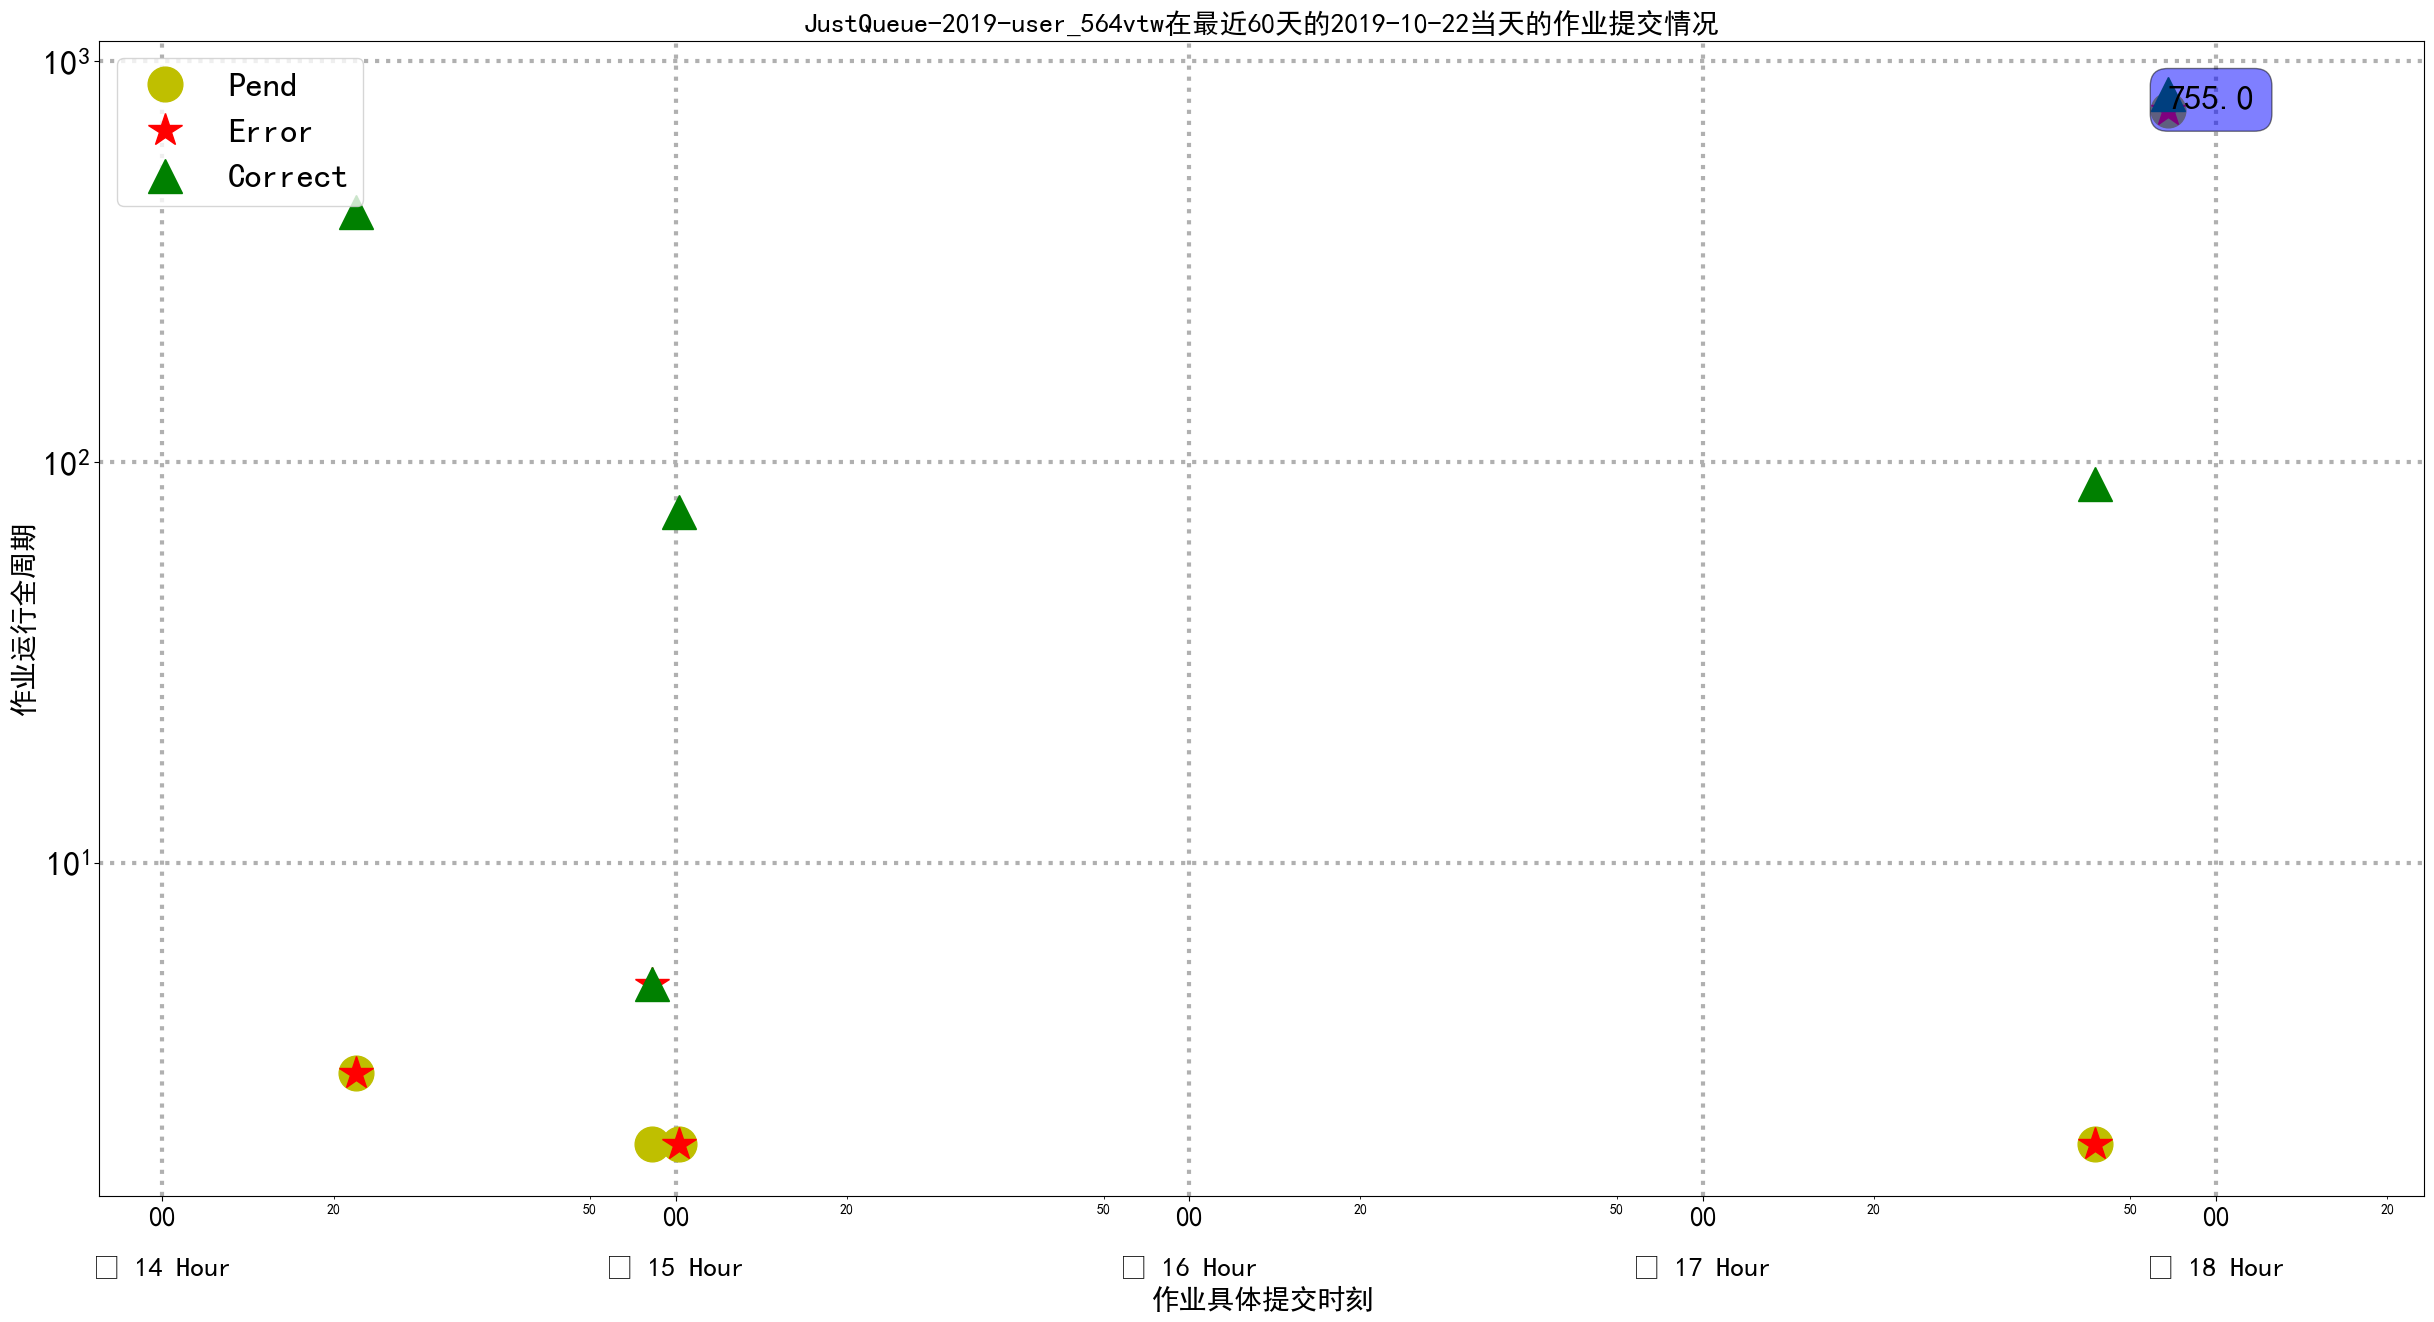 JustQueue-2019-user_564vtw在最近60天的2019-10-22当天的作业提交情况
Pend
Error
Correct
755.0
10³
10²
10¹
作业运行全周期
00 20 50 00 20 50 00 20 50 00 20 50 00 20
□ 14 Hour □ 15 Hour □ 16 Hour □ 17 Hour □ 18 Hour
作业具体提交时刻